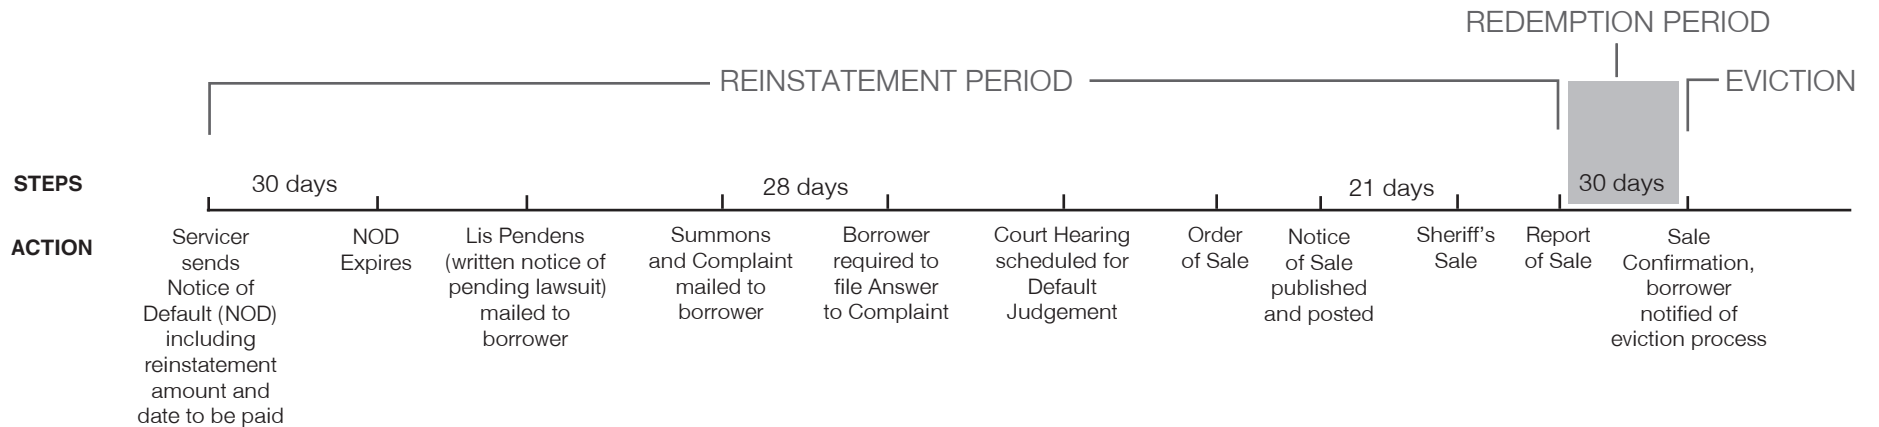 REDEMPTION PERIOD
REINSTATEMENT PERIOD
EVICTION
STEPS
30 days
28 days
21 days
30 days
ACTION
Servicer
sends
Notice of
Default (NOD)
including
reinstatement
amount and
date to be paid
NOD
Expires
Lis Pendens
(written notice of
pending lawsuit)
mailed to
borrower
Summons
and Complaint
mailed to
borrower
Borrower
required to
file Answer
to Complaint
Court Hearing
scheduled for
Default
Judgement
Order
of Sale
Notice
of Sale
published
and posted
Sheriff's
Sale
Report
of Sale
Sale
Confirmation,
borrower
notified of
eviction process